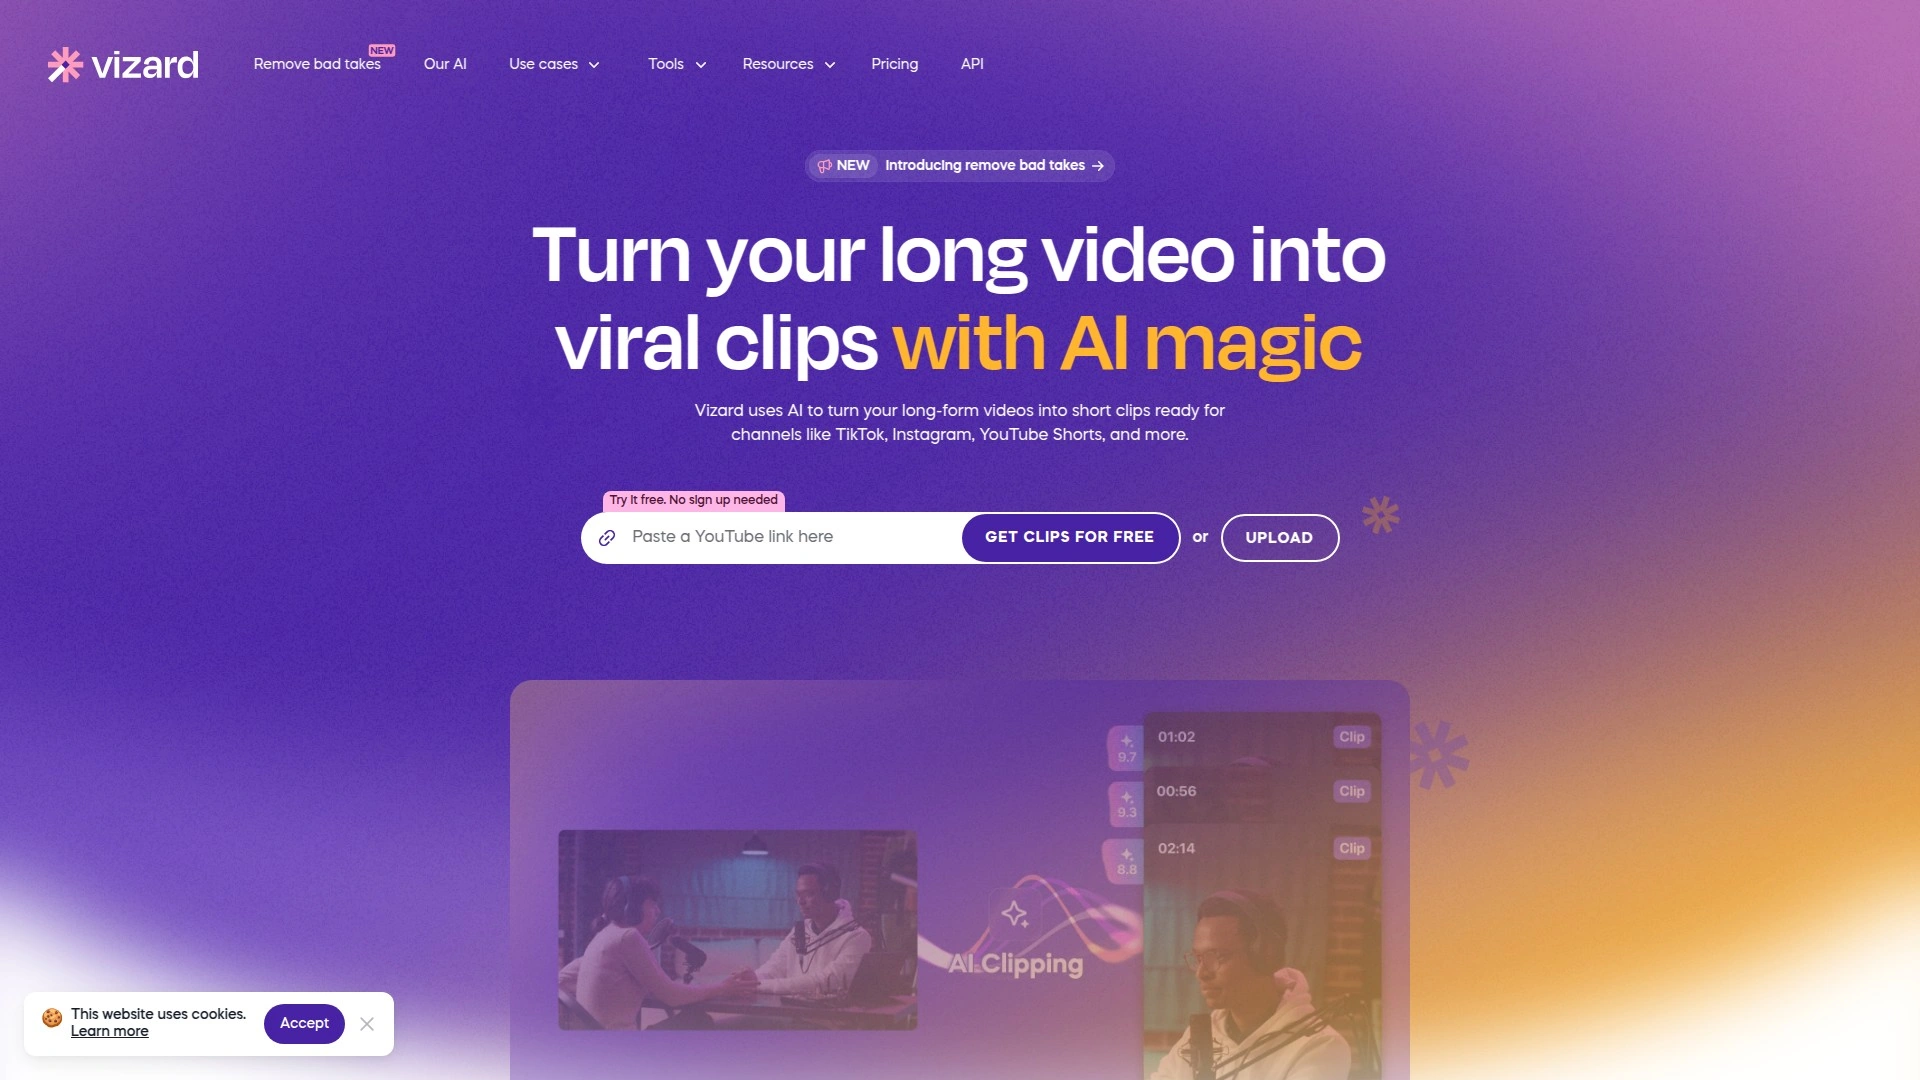 vizard
Remove bad takes NEW
Our AI
Use cases
Tools
Resources
Pricing
API
NEW Introducing remove bad takes →
Turn your long video into
viral clips with AI magic
Vizard uses AI to turn your long-form videos into short clips ready for
channels like TikTok, Instagram, YouTube Shorts, and more.
Try it free. No sign up needed
Paste a YouTube link here
GET CLIPS FOR FREE
or
UPLOAD
9.7
01:02
Clip
9.3
00:56
Clip
8.8
02:14
Clip
AI Clipping
This website uses cookies.
Learn more
Accept